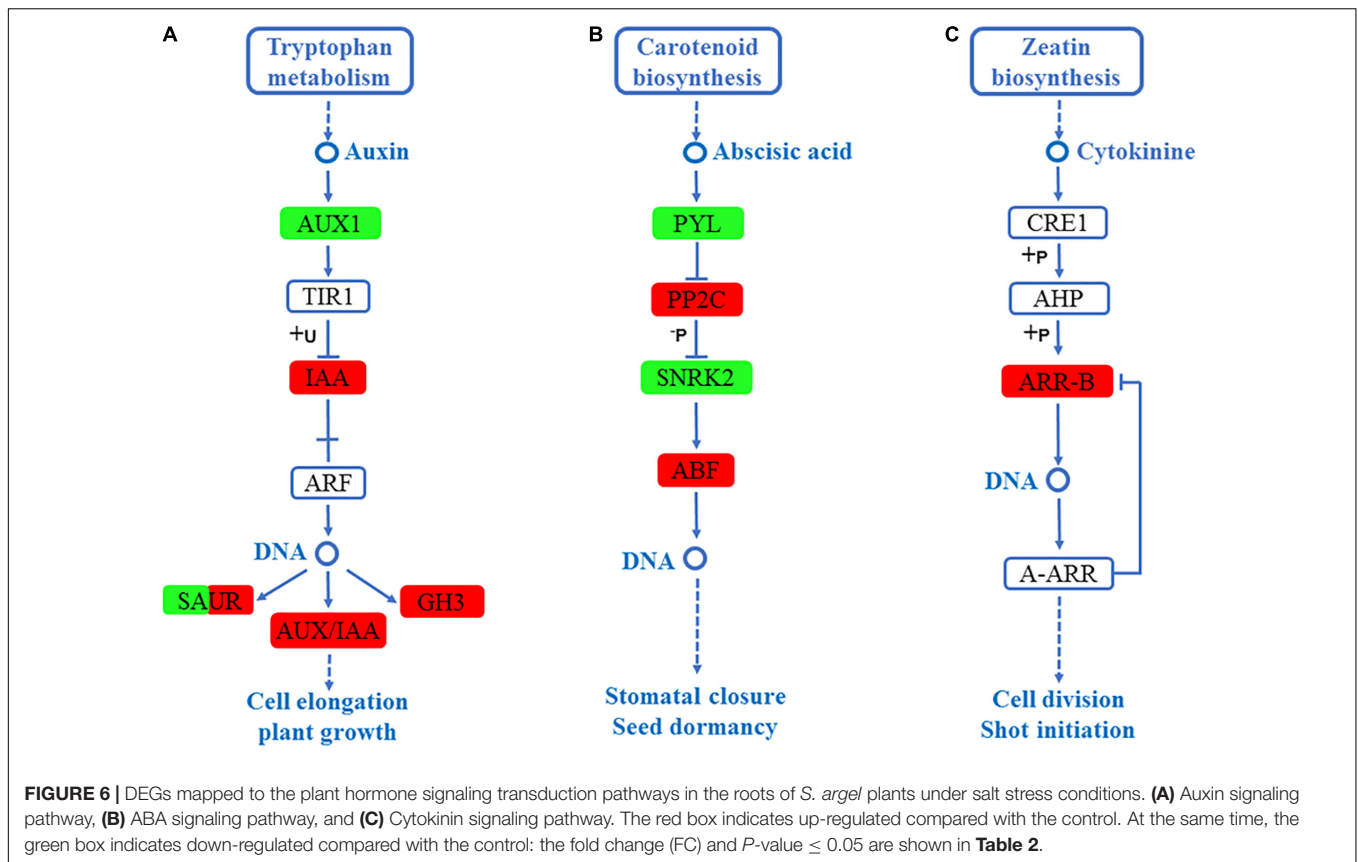 A
Tryptophan
metabolism
Auxin
AUX1
TIR1
+U
IAA
ARF
DNA
SAUR
GH3
AUX/IAA
Cell elongation
plant growth
B
Carotenoid
biosynthesis
Abscisic acid
PYL
PP2C
-P
SNRK2
ABF
DNA
Stomatal closure
Seed dormancy
C
Zeatin
biosynthesis
Cytokinine
CRE1
+P
AHP
+P
ARR-B
DNA
A-ARR
Cell division
Shot initiation
FIGURE 6 | DEGs mapped to the plant hormone signaling transduction pathways in the roots of S. argel plants under salt stress conditions. (A) Auxin signaling
pathway, (B) ABA signaling pathway, and (C) Cytokinin signaling pathway. The red box indicates up-regulated compared with the control. At the same time, the
green box indicates down-regulated compared with the control: the fold change (FC) and P-value ≤ 0.05 are shown in Table 2.